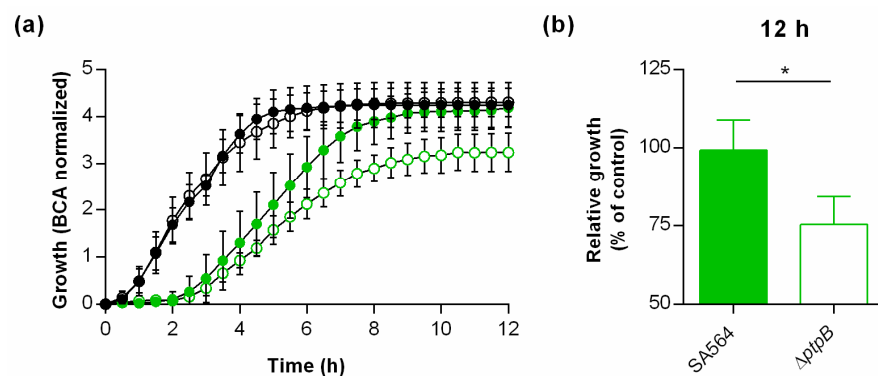 (a)
Growth (BCA normalized)
5
4
3
2
1
0
0 2 4 6 8 10 12
Time (h)
(b)
12 h
Relative growth
(% of control)
125
100
75
50
*
SA564
ΔptpB